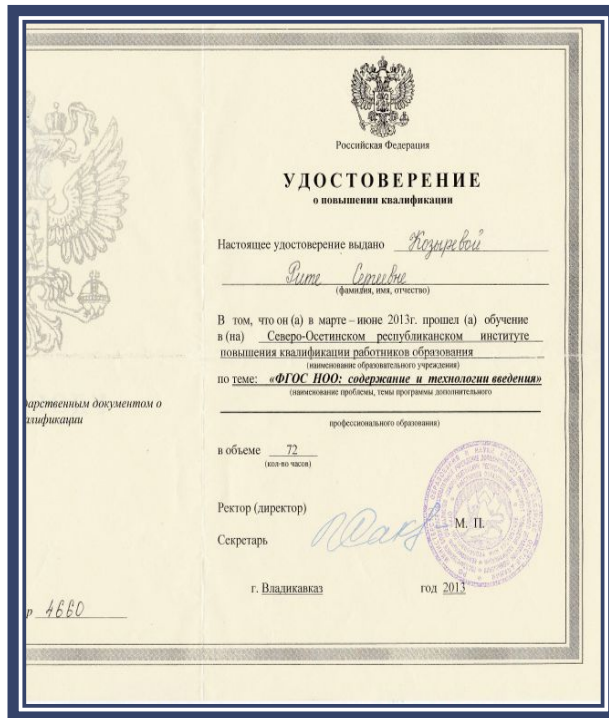 Российская Федерация
УДОСТОВЕРЕНИЕ
о повышении квалификации
Настоящее удостоверение выдано Козыревой
Рите Сергеевне
(фамилия, имя, отчество)
В том, что он (а) в марте – июне 2013г. прошел (а) обучение
в (на) Северо-Осетинском республиканском институте
повышения квалификации работников образования
(наименование образовательного учреждения)
по теме: «ФГОС НОО: содержание и технологии введения»
(наименование проблемы, темы программы дополнительного
профессионального образования)
в объеме 72
(кол-во часов)
Ректор (директор)
М. П.
Секретарь
г. Владикавказ год 2013
дарственным документом о
алификации
р 4660